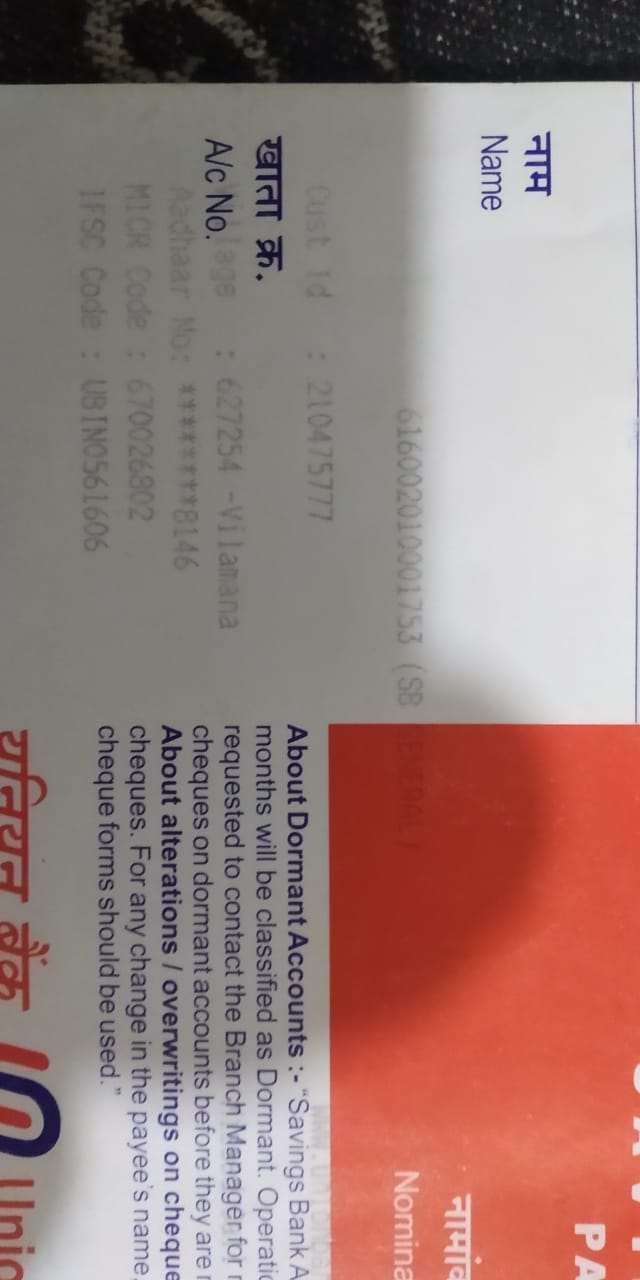 PA
नाम
Name
नामां
Nomina
616002010001753 (SB GENERAL)
Cust Id : 210475777
खाता क्र.
A/c No.
Village : 627254 -Vilamana
Aadhaar No: ********8146
MICR Code : 670026802
IFSC Code : UBIN0561606
About Dormant Accounts :- “Savings Bank A
months will be classified as Dormant. Operatio
requested to contact the Branch Manager for r
cheques on dormant accounts before they are r
About alterations / overwritings on cheque
cheques. For any change in the payee’s name,
cheque forms should be used.”
यूनियन बैंक
Unio